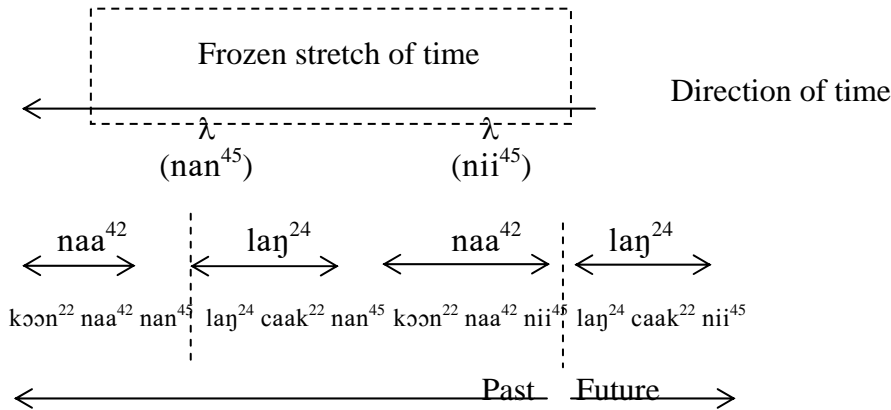 Frozen stretch of time
Direction of time
λ λ
(nan⁴⁵) (nii⁴⁵)
naa⁴² laŋ²⁴ naa⁴² laŋ²⁴
kɔɔn²² naa⁴² nan⁴⁵ laŋ²⁴ caak²² nan⁴⁵ kɔɔn²² naa⁴² nii⁴⁵ laŋ²⁴ caak²² nii⁴⁵
Past Future